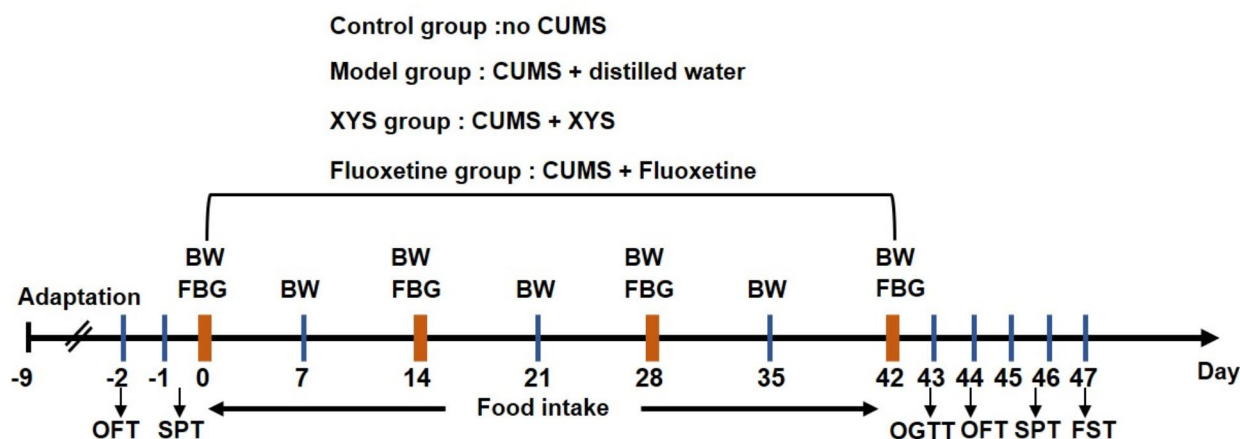 Control group :no CUMS
Model group : CUMS + distilled water
XYS group : CUMS + XYS
Fluoxetine group : CUMS + Fluoxetine
BW BW BW BW
FBG BW FBG BW FBG BW FBG
Adaptation
-9 -2 -1 0 7 14 21 28 35 42 43 44 45 46 47 Day
Food intake
OFT SPT OGTT OFT SPT FST